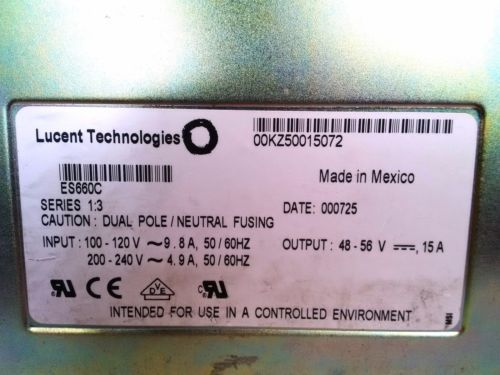 Lucent Technologies
00KZ50015072
ES660C
Made in Mexico
SERIES 1:3
DATE: 000725
CAUTION : DUAL POLE / NEUTRAL FUSING
INPUT : 100 - 120 V ~ 9.8 A, 50 / 60HZ
OUTPUT : 48 - 56 V ⎓, 15 A
200 - 240 V ~ 4.9 A, 50 / 60HZ
CE
VDE
INTENDED FOR USE IN A CONTROLLED ENVIRONMENT
MSI